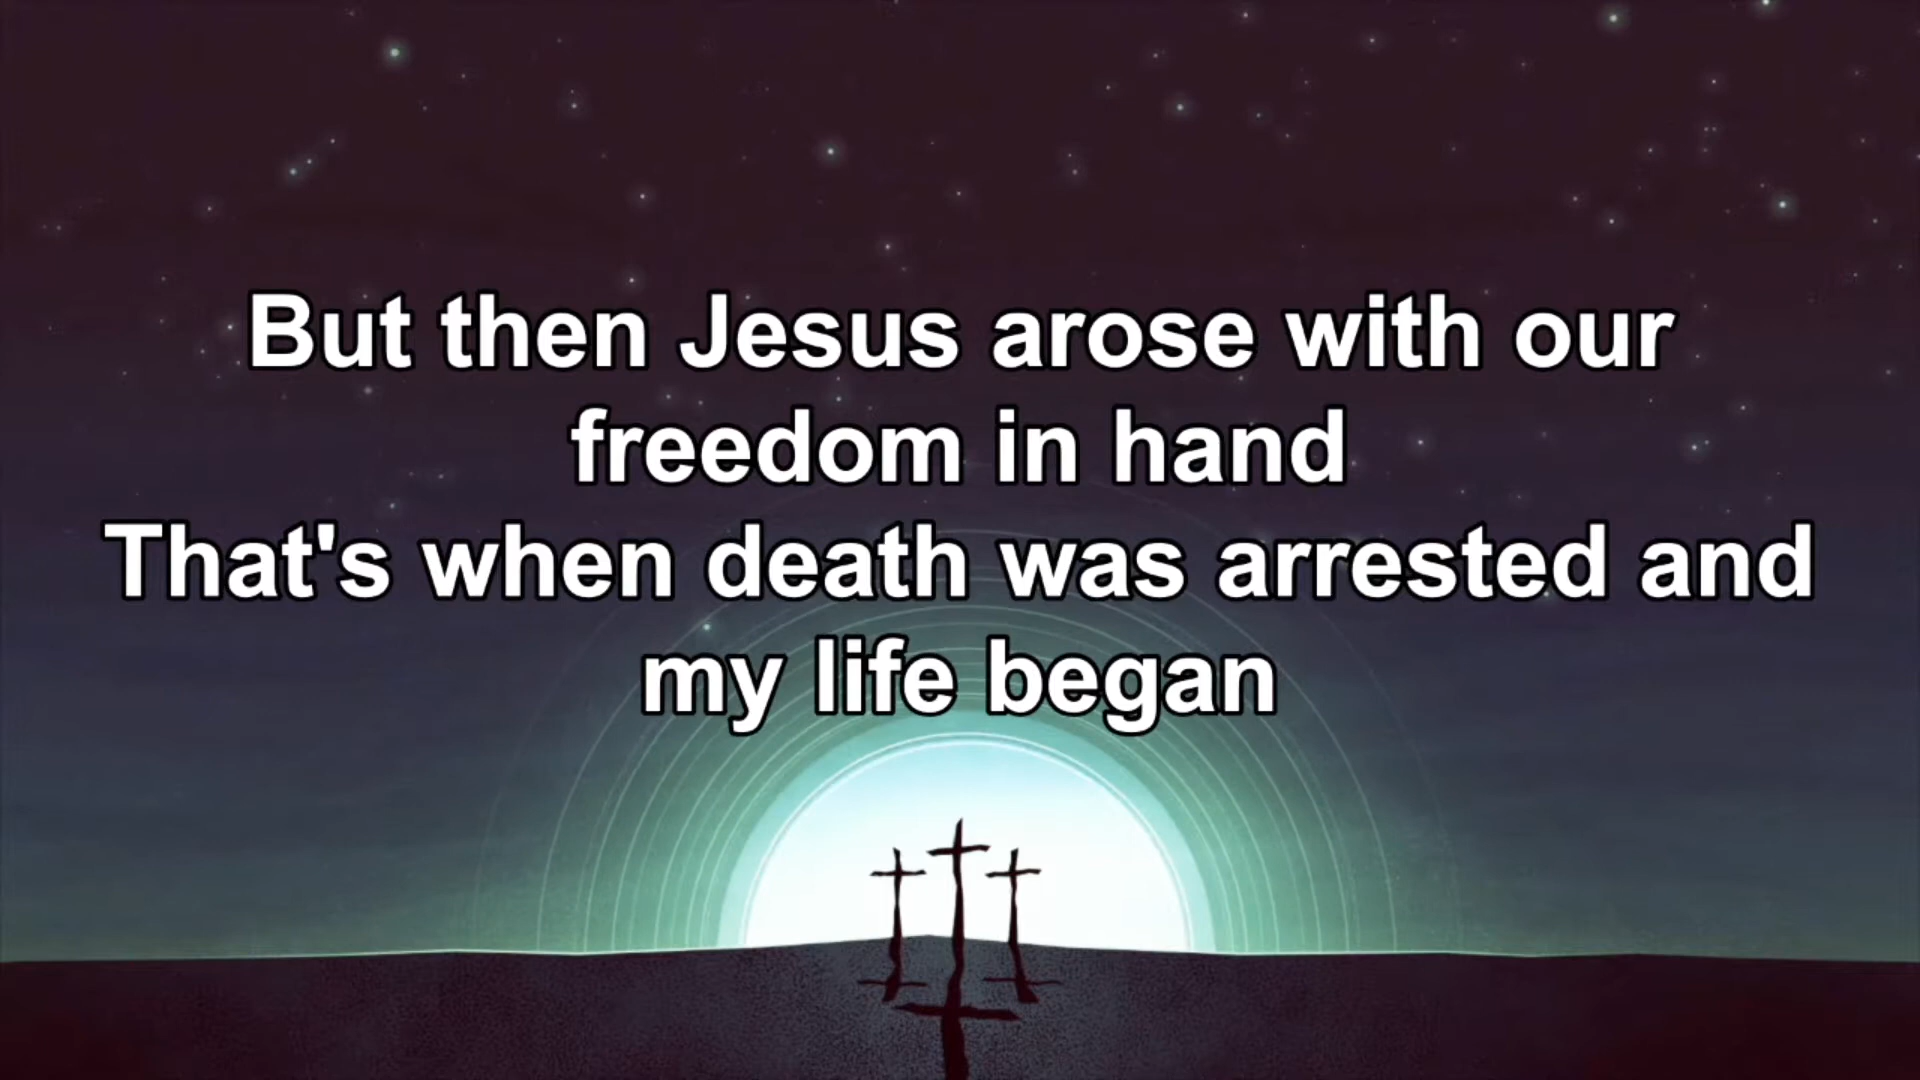 But then Jesus arose with our
freedom in hand
That's when death was arrested and
my life began